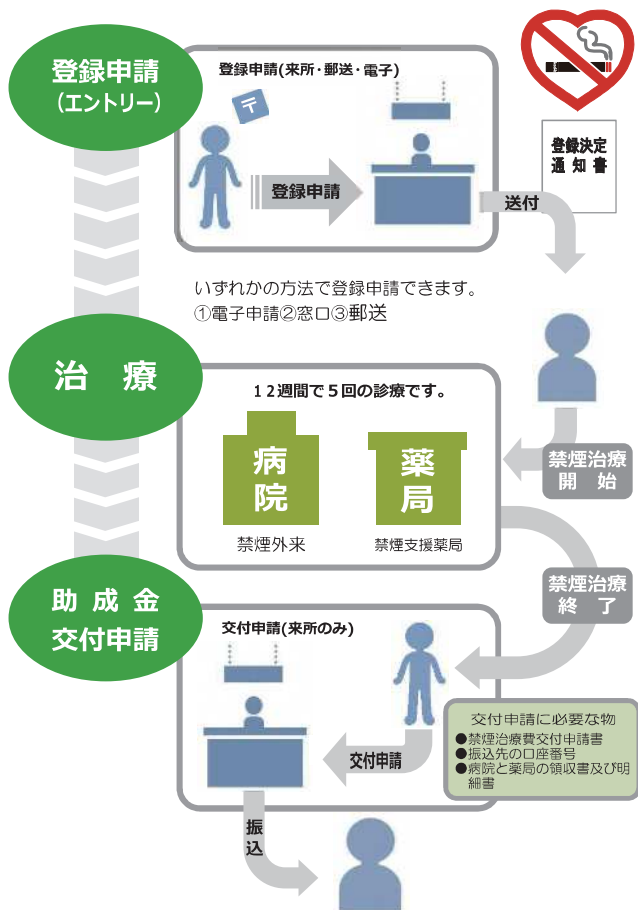 登録申請
（エントリー）
登録申請(来所・郵送・電子)
〒
登録申請
登録決定
通知書
送付
いずれかの方法で登録申請できます。
①電子申請②窓口③郵送
治　療
12週間で5回の診療です。
病院
禁煙外来
薬局
禁煙支援薬局
禁煙治療
開　始
禁煙治療
終　了
助成金
交付申請
交付申請(来所のみ)
交付申請
交付申請に必要な物
●禁煙治療費交付申請書
●振込先の口座番号
●病院と薬局の領収書及び明
細書
振込